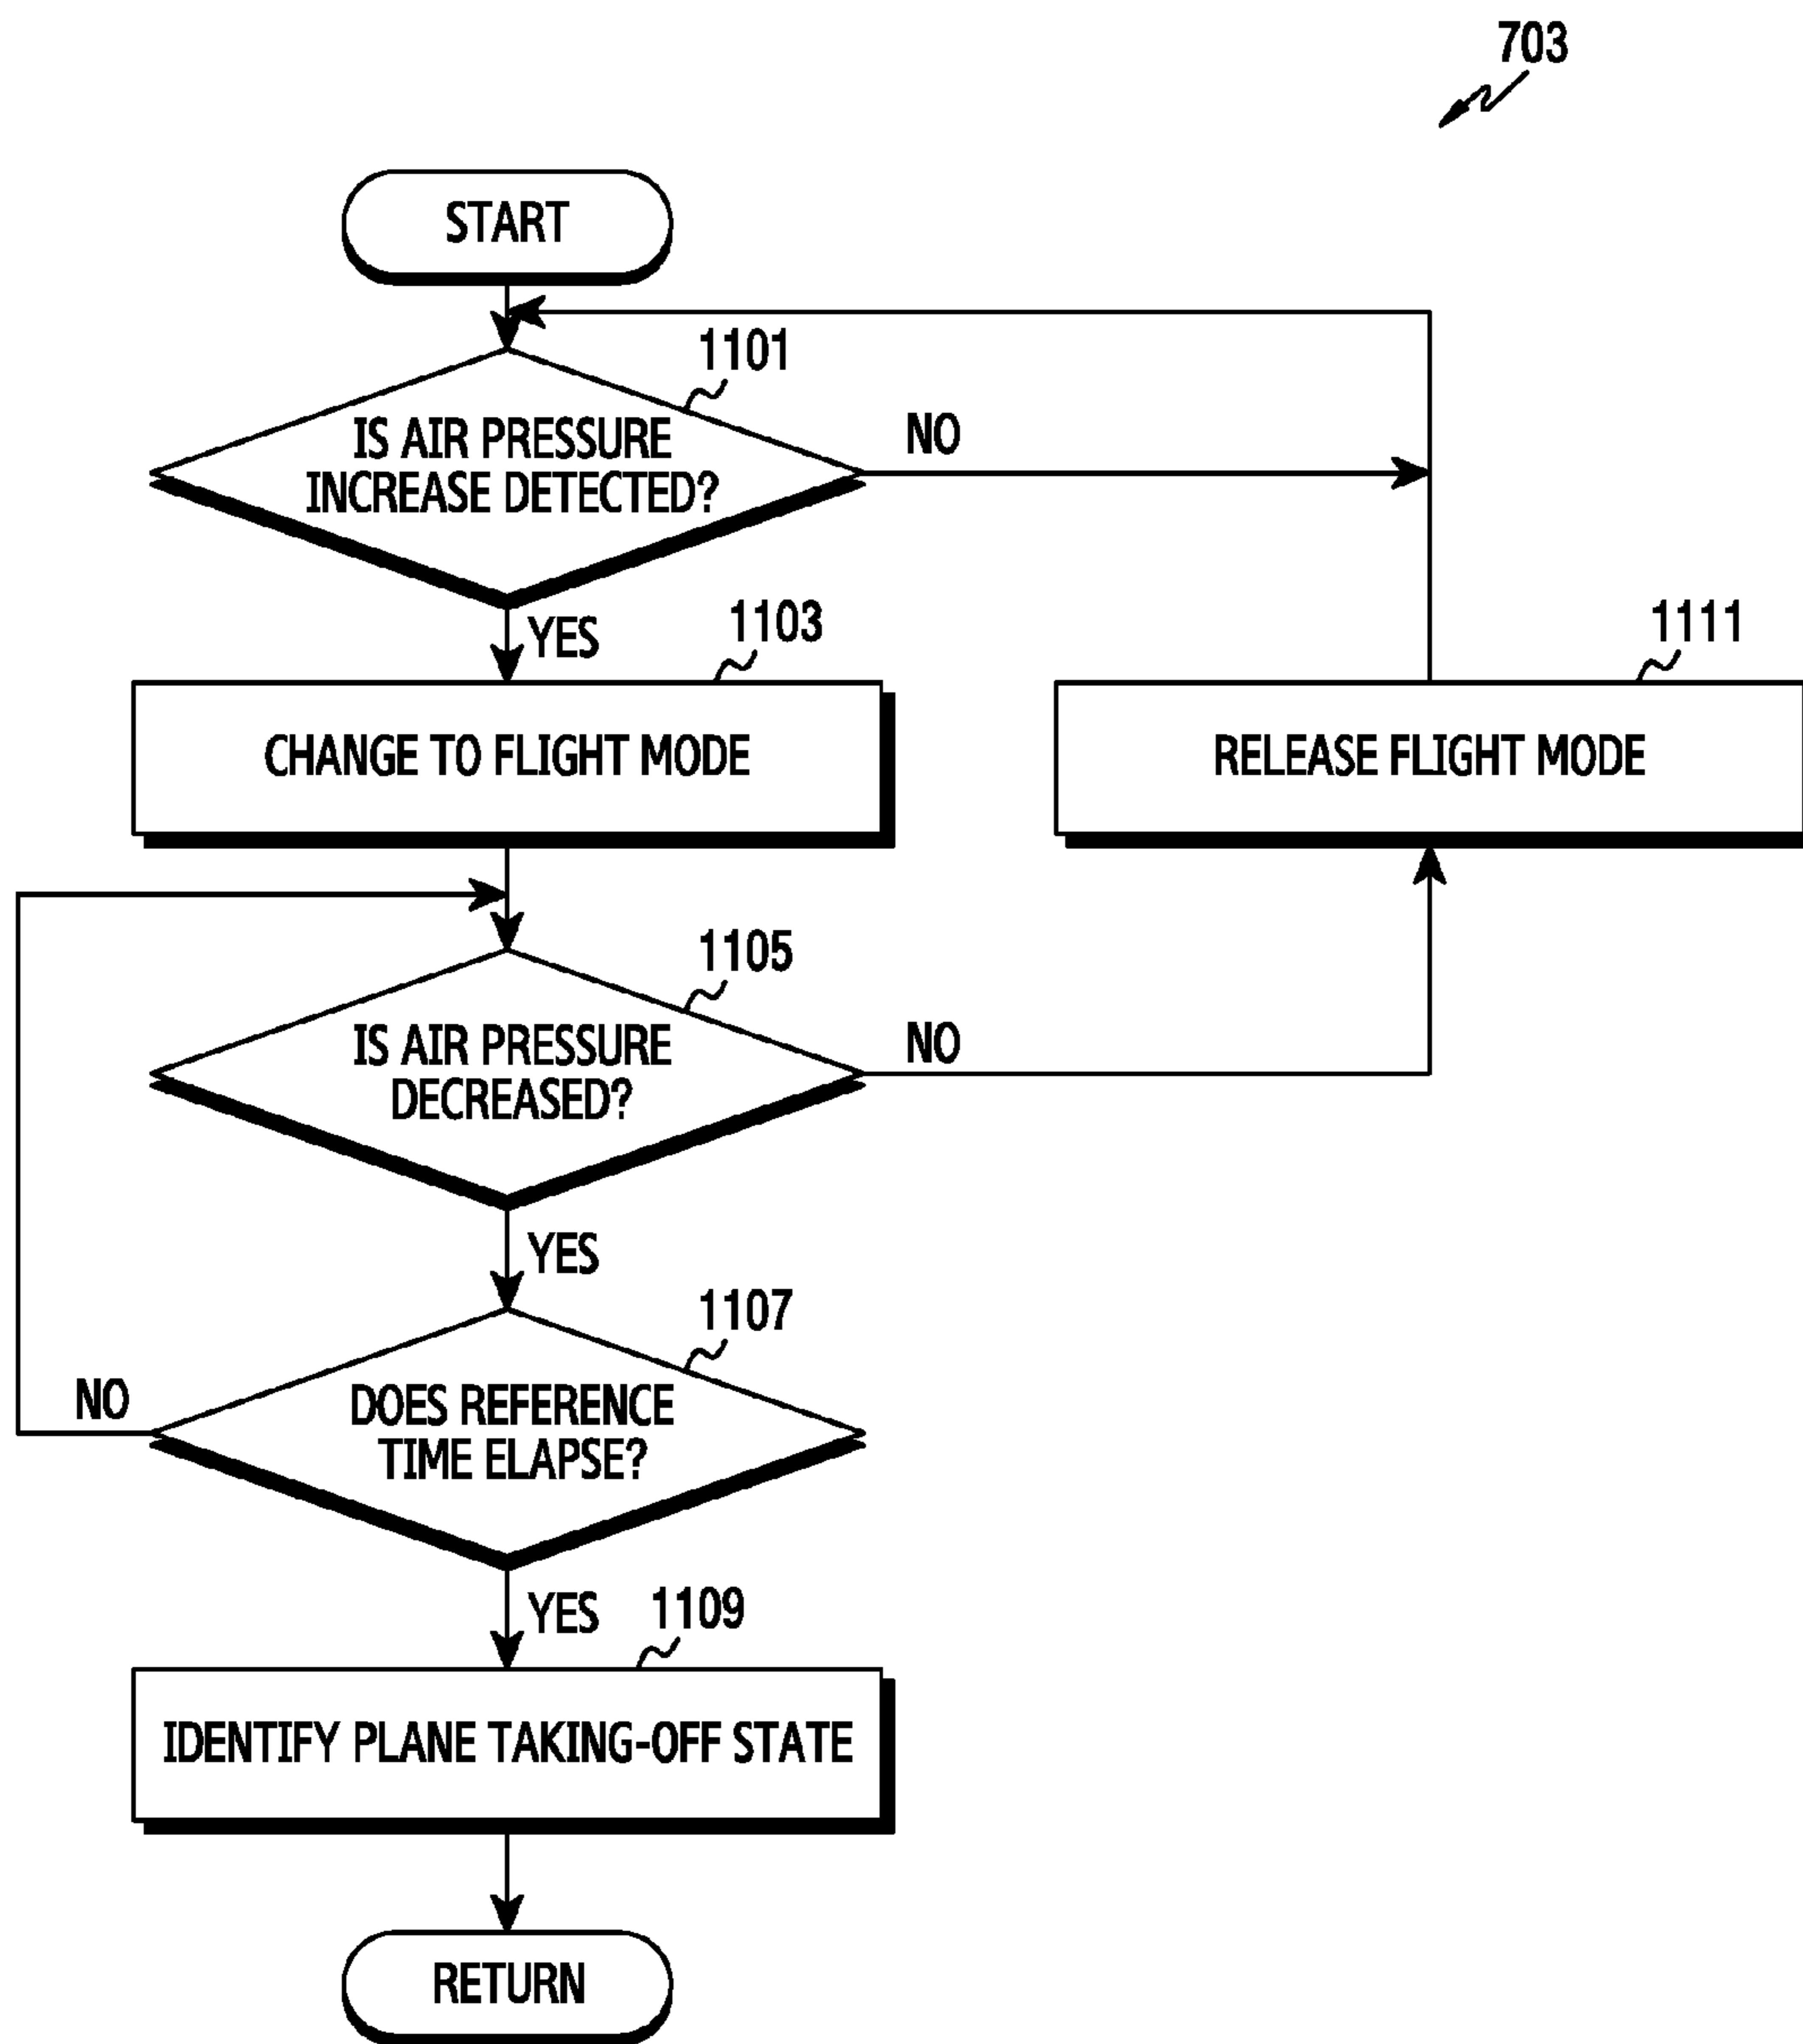 703
START
1101
IS AIR PRESSURE
INCREASE DETECTED?
NO
YES
1103
CHANGE TO FLIGHT MODE
1111
RELEASE FLIGHT MODE
1105
IS AIR PRESSURE
DECREASED?
NO
YES
1107
DOES REFERENCE
TIME ELAPSE?
NO
YES
1109
IDENTIFY PLANE TAKING-OFF STATE
RETURN